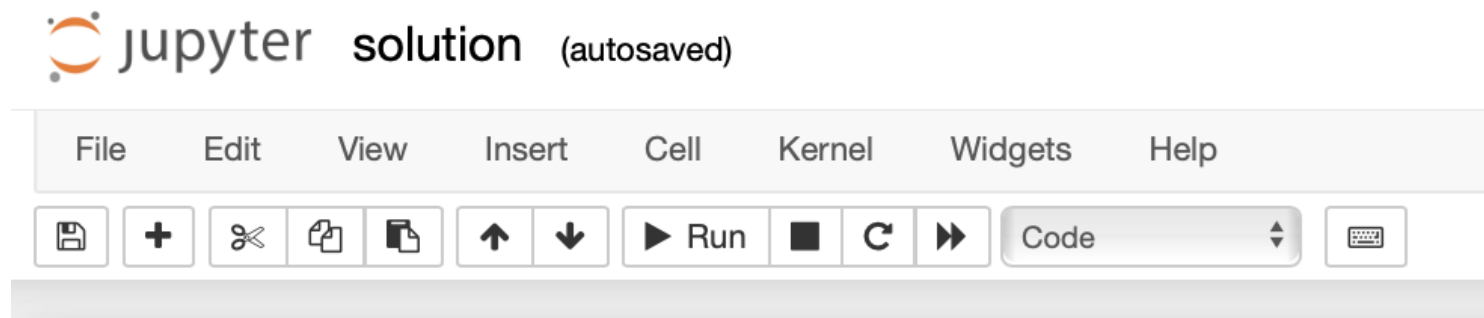 jupyter solution (autosaved)
File Edit View Insert Cell Kernel Widgets Help
Run Code